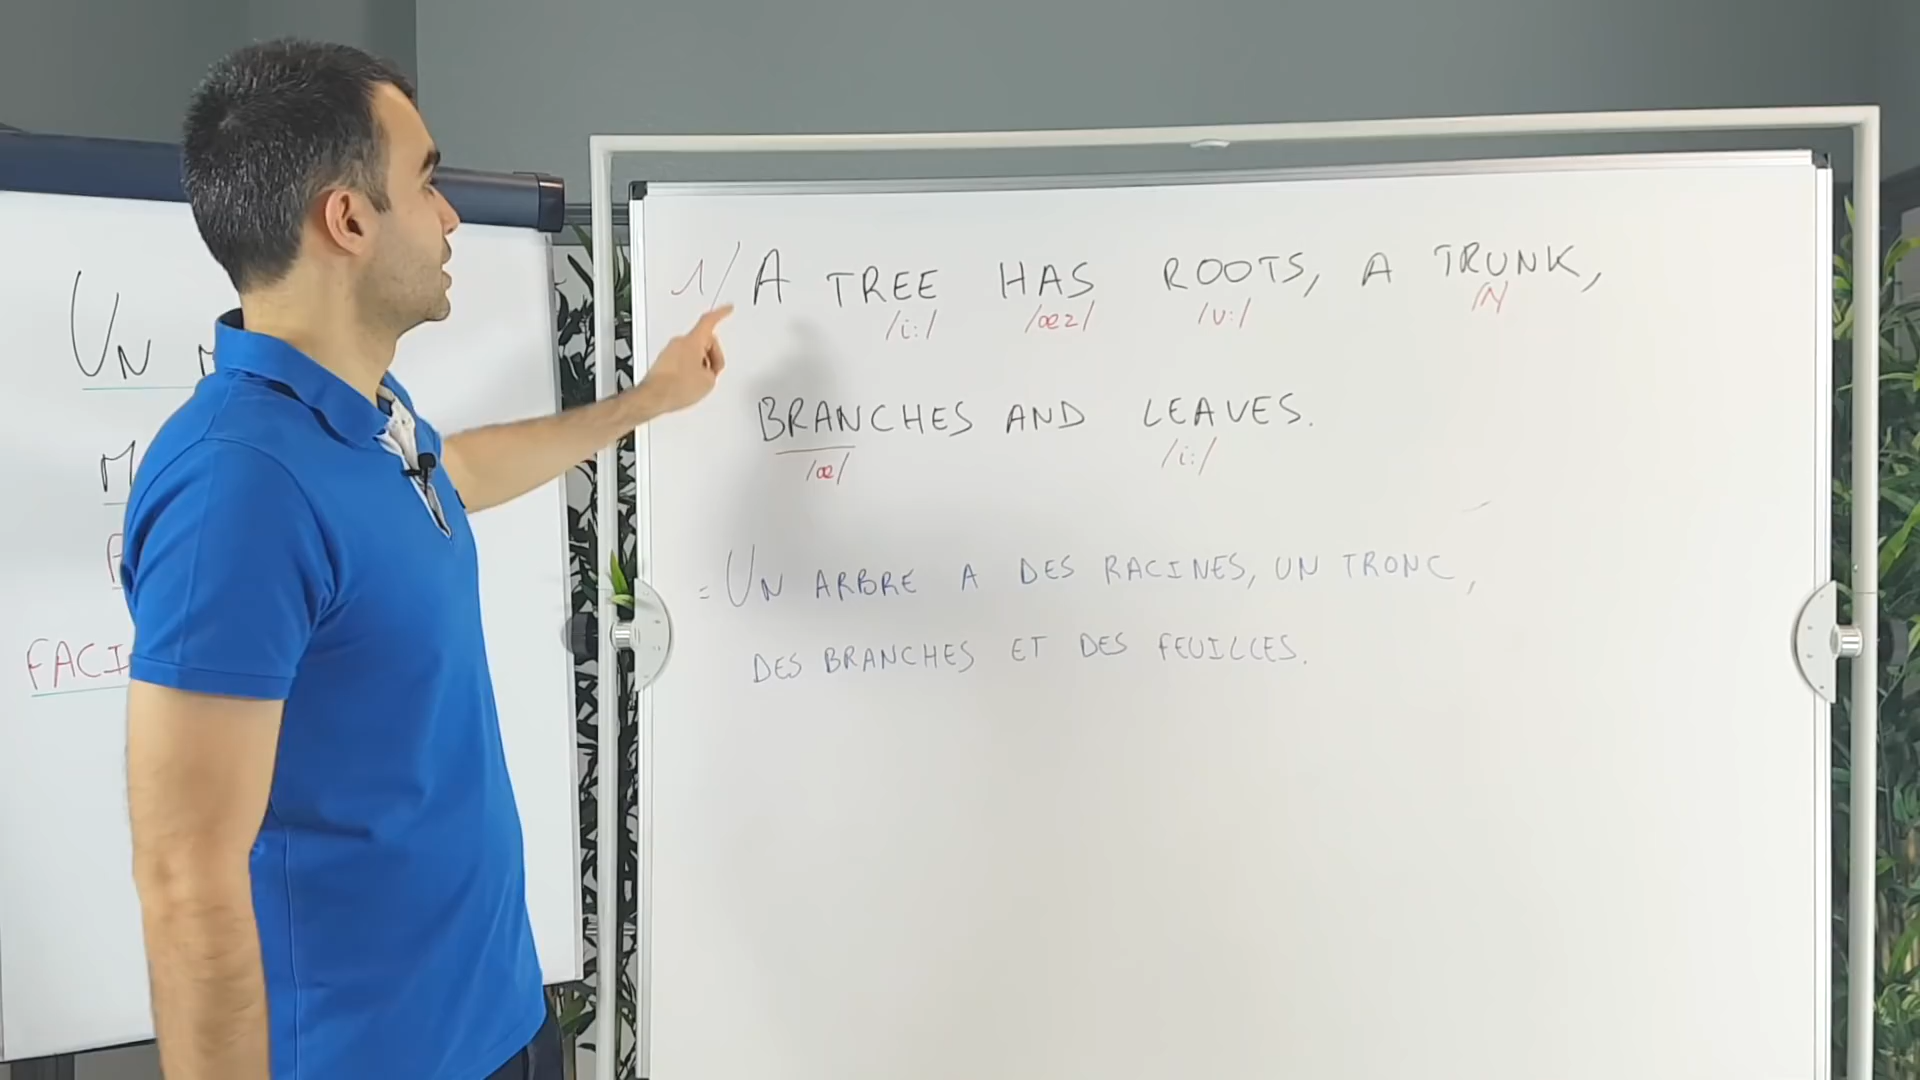 UN
FACI
1/ A TREE HAS ROOTS, A TRUNK,
/i:/ /æz/ /u:/ /ʌ/
BRANCHES AND LEAVES.
/æ/ /i:/
= UN ARBRE A DES RACINES, UN TRONC,
DES BRANCHES ET DES FEUILLES.